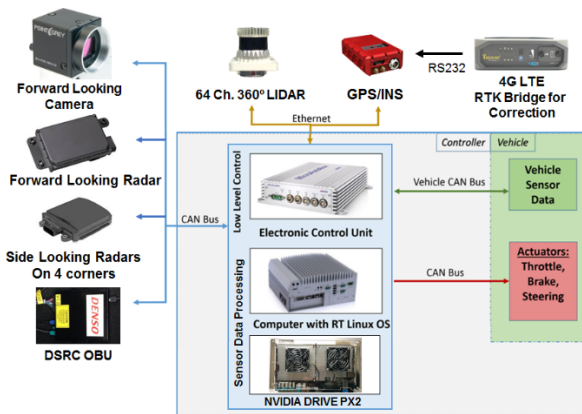 POINT GREY
Forward Looking
Camera
Forward Looking Radar
Side Looking Radars
On 4 corners
DENSO
DSRC OBU
64 Ch. 360º LIDAR
GPS/INS
RS232
4G LTE
RTK Bridge for
Correction
Ethernet
CAN Bus
Controller
Vehicle
Low Level Control
Electronic Control Unit
Sensor Data Processing
Computer with RT Linux OS
NVIDIA DRIVE PX2
Vehicle CAN Bus
Vehicle
Sensor
Data
CAN Bus
Actuators:
Throttle,
Brake,
Steering